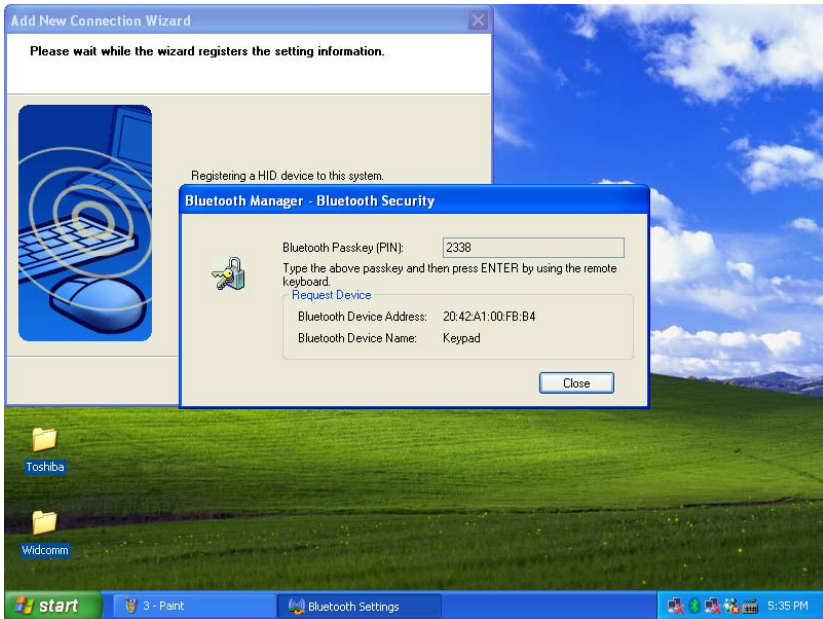 Add New Connection Wizard
Please wait while the wizard registers the setting information.
Registering a HID device to this system.
Bluetooth Manager - Bluetooth Security
Bluetooth Passkey (PIN): 2338
Type the above passkey and then press ENTER by using the remote
keyboard.
Request Device
Bluetooth Device Address: 20:42:A1:00:FB:B4
Bluetooth Device Name: Keypad
Close
Toshiba
Widcomm
start
3 - Paint
Bluetooth Settings
5:35 PM